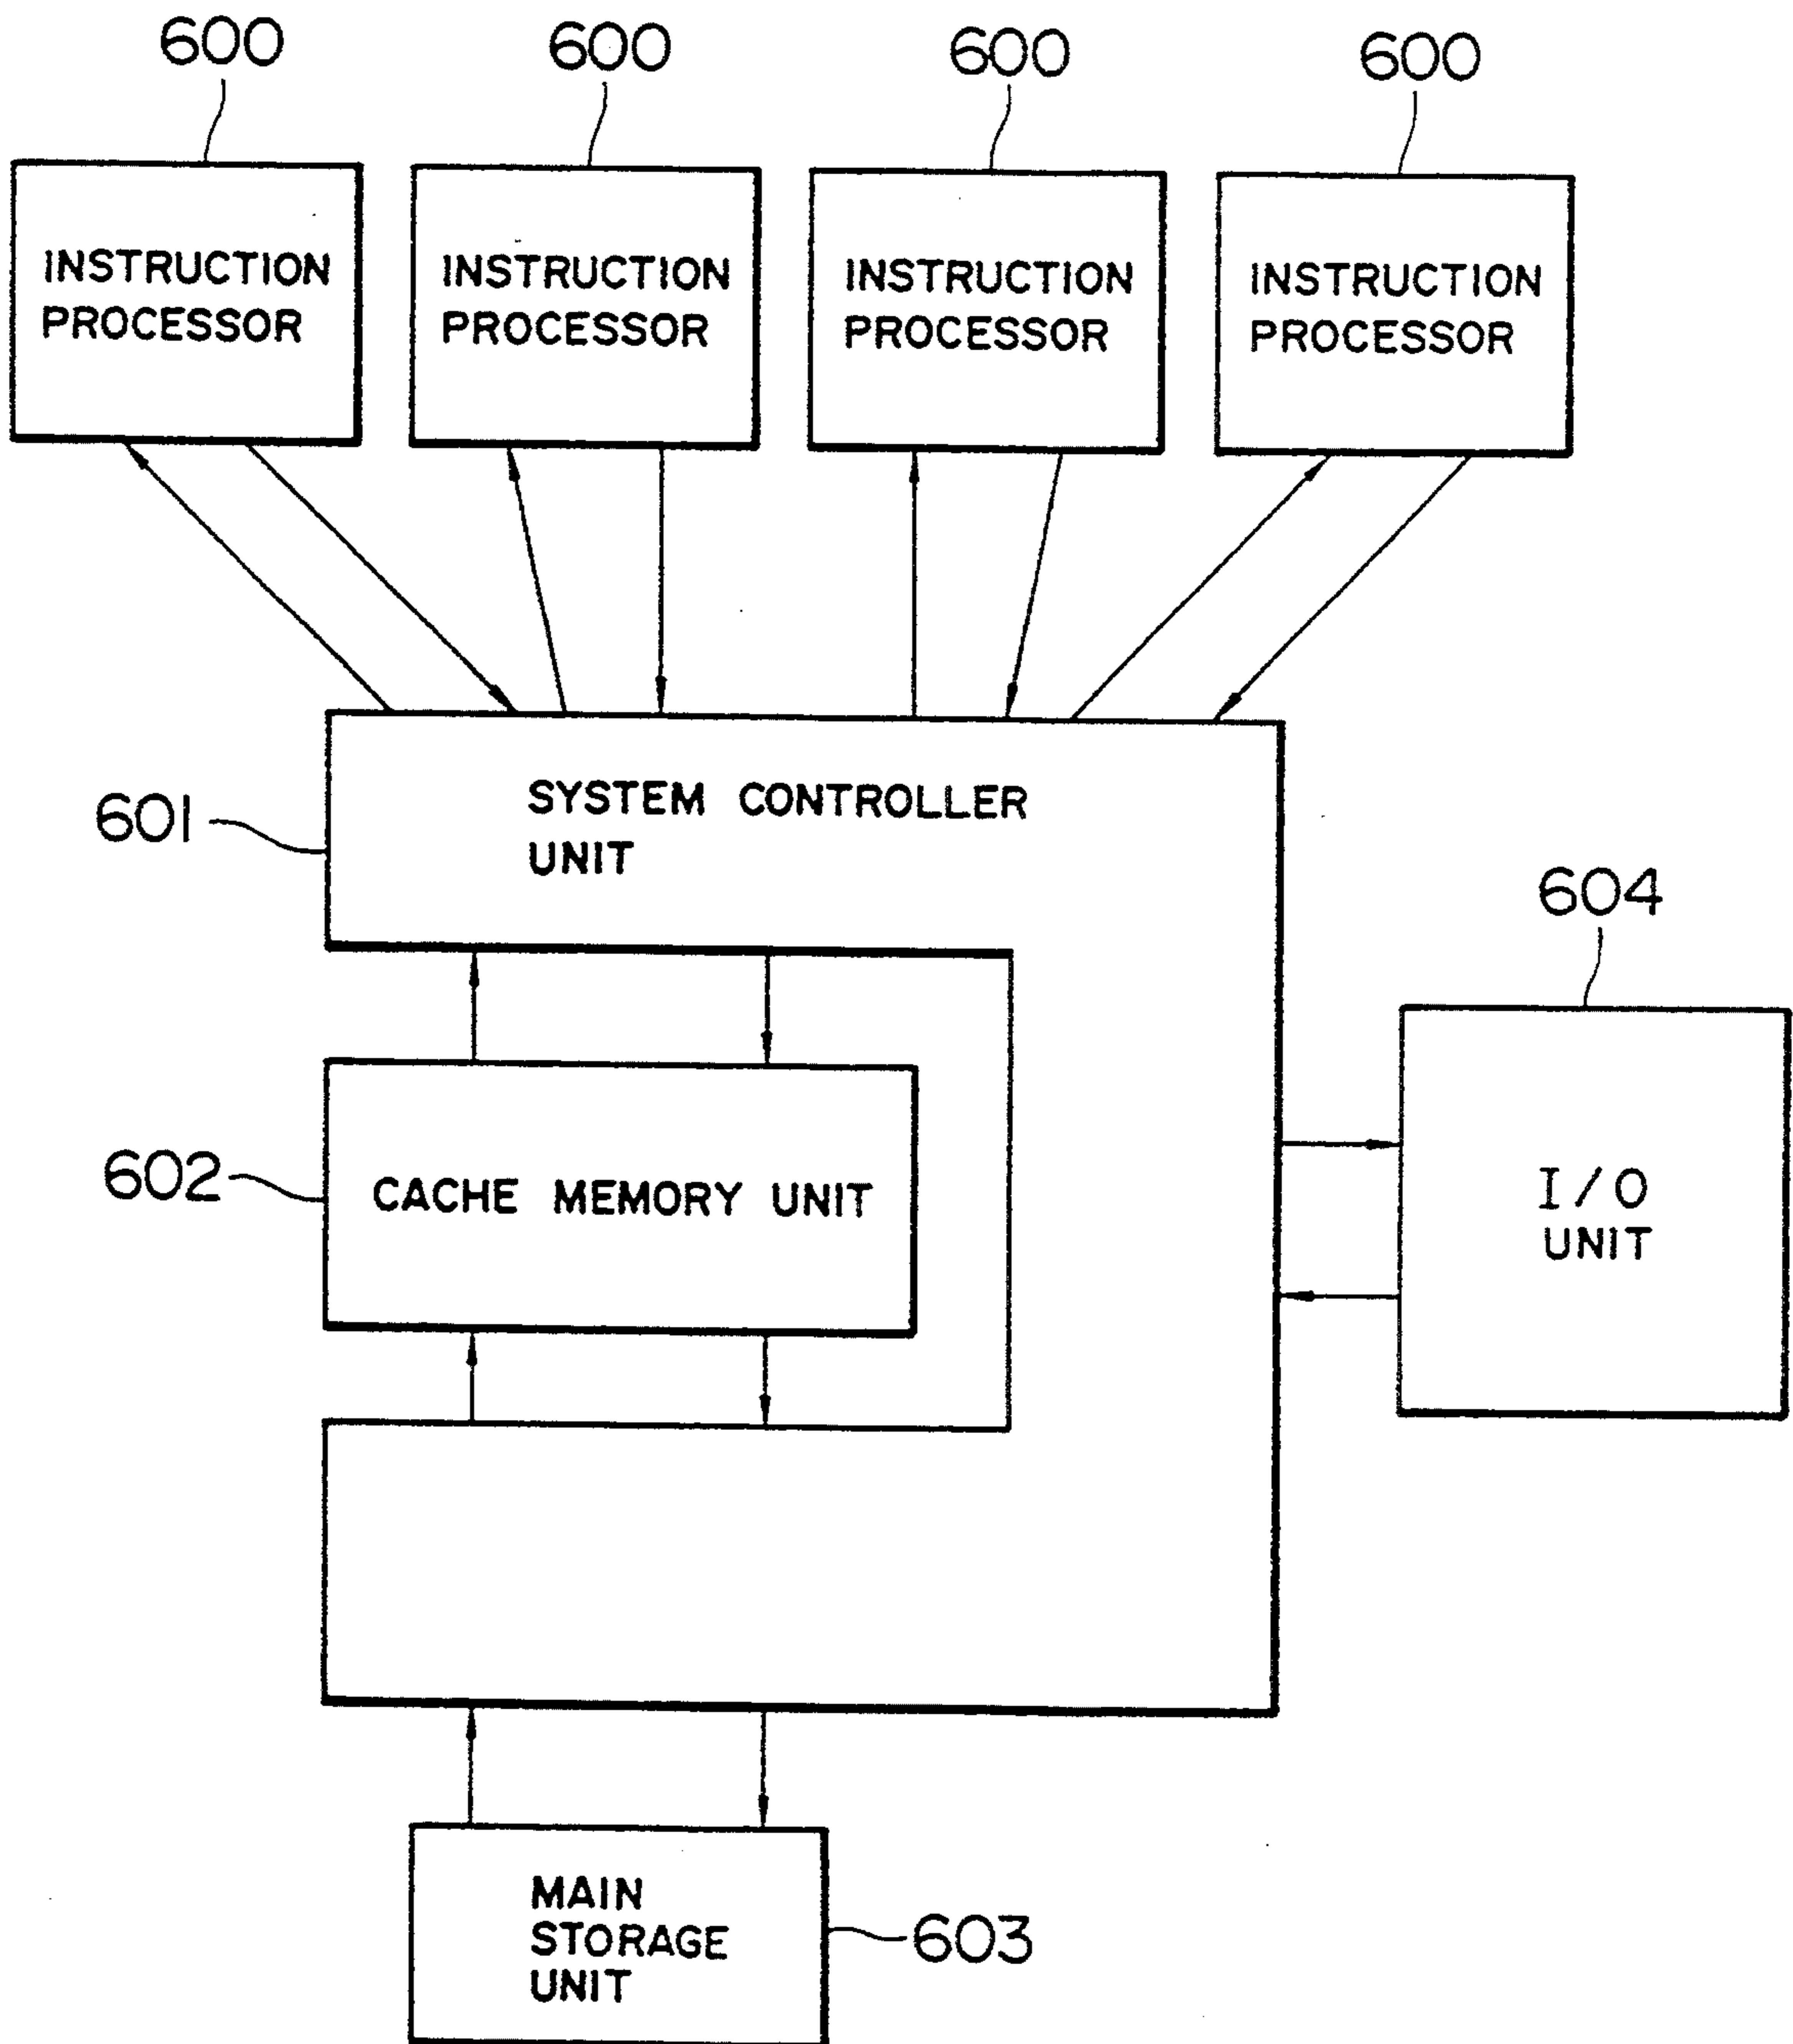 600
600
600
600
INSTRUCTION
PROCESSOR
INSTRUCTION
PROCESSOR
INSTRUCTION
PROCESSOR
INSTRUCTION
PROCESSOR
601
SYSTEM CONTROLLER
UNIT
604
602
CACHE MEMORY UNIT
I/O
UNIT
MAIN
STORAGE
UNIT
603